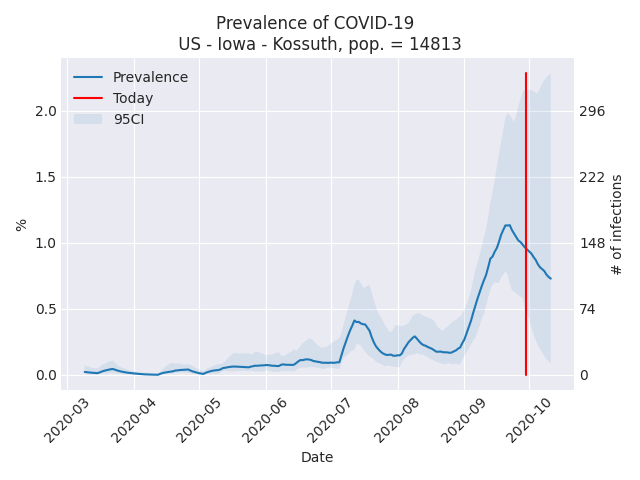 Prevalence of COVID-19
US - Iowa - Kossuth, pop. = 14813
Prevalence
Today
95CI
2.0
1.5
1.0
0.5
0.0
%
296
222
148
74
0
# of infections
2020-03
2020-04
2020-05
2020-06
2020-07
2020-08
2020-09
2020-10
Date